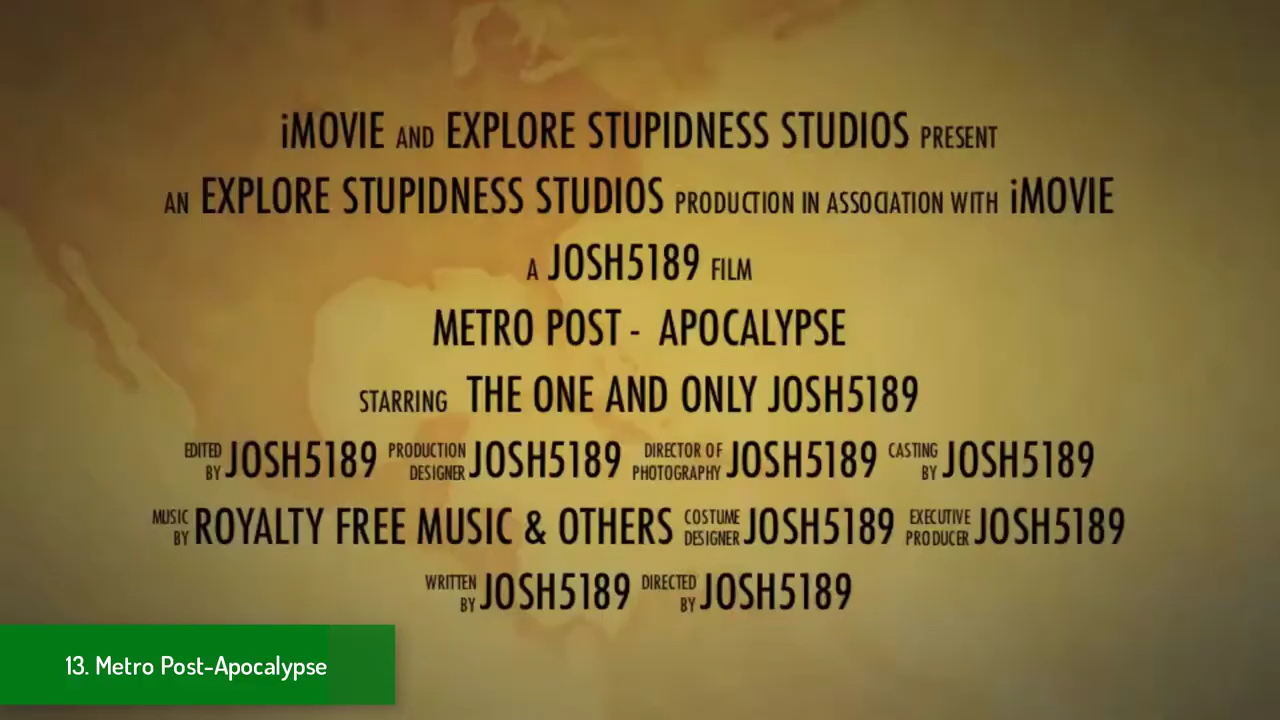 iMOVIE AND EXPLORE STUPIDNESS STUDIOS PRESENT
AN EXPLORE STUPIDNESS STUDIOS PRODUCTION IN ASSOCIATION WITH iMOVIE
A JOSH5189 FILM
METRO POST - APOCALYPSE
STARRING THE ONE AND ONLY JOSH5189
EDITED BY JOSH5189 PRODUCTION DESIGNER JOSH5189 DIRECTOR OF PHOTOGRAPHY JOSH5189 CASTING BY JOSH5189
MUSIC BY ROYALTY FREE MUSIC & OTHERS COSTUME DESIGNER JOSH5189 EXECUTIVE PRODUCER JOSH5189
WRITTEN BY JOSH5189 DIRECTED BY JOSH5189
13. Metro Post-Apocalypse